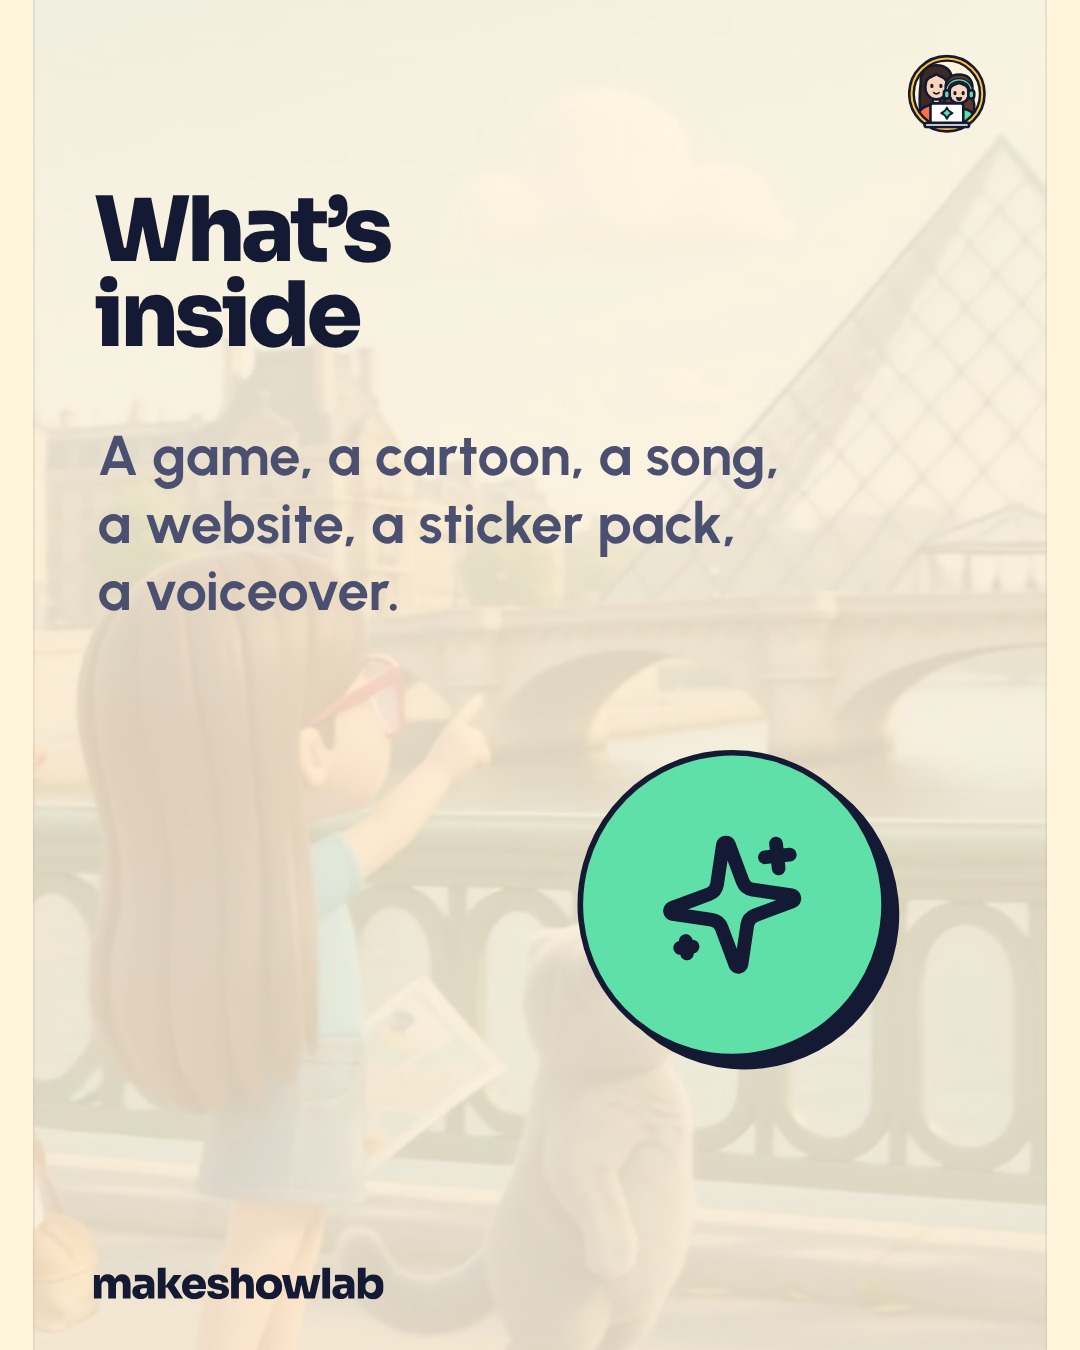 What’s
inside
A game, a cartoon, a song,
a website, a sticker pack,
a voiceover.
makeshowlab